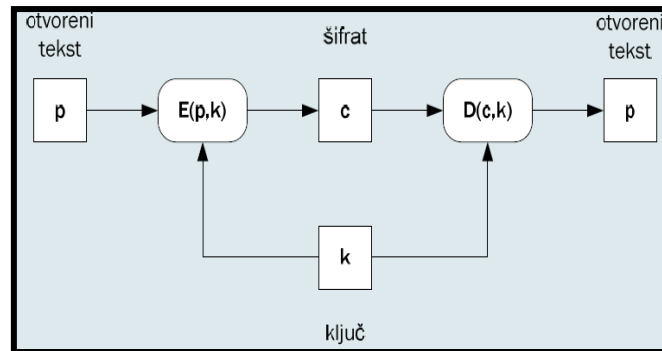 otvoreni
tekst
šifrat
otvoreni
tekst
p
E(p,k)
c
D(c,k)
p
k
ključ